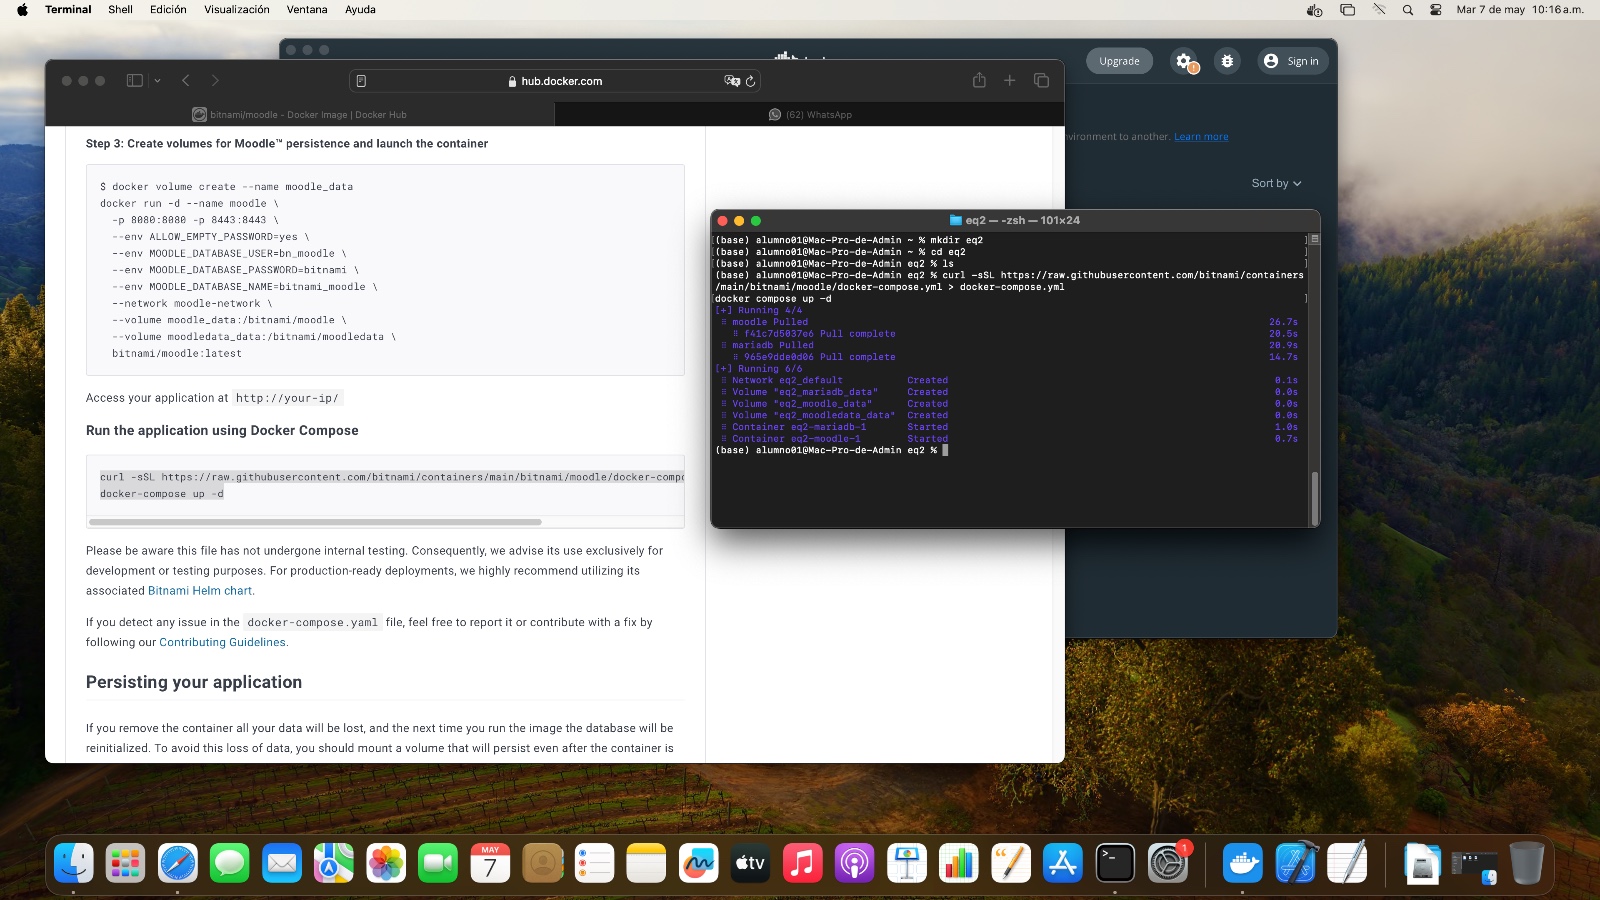 Terminal Shell Edición Visualización Ventana Ayuda Mar 7 de may 10:16 a.m.
Upgrade Sign in
hub.docker.com
bitnami/moodle - Docker Image | Docker Hub (62) WhatsApp
nvironment to another. Learn more
Sort by
Step 3: Create volumes for Moodle™ persistence and launch the container
$ docker volume create --name moodle_data
docker run -d --name moodle \
-p 8080:8080 -p 8443:8443 \
--env ALLOW_EMPTY_PASSWORD=yes \
--env MOODLE_DATABASE_USER=bn_moodle \
--env MOODLE_DATABASE_PASSWORD=bitnami \
--env MOODLE_DATABASE_NAME=bitnami_moodle \
--network moodle-network \
--volume moodle_data:/bitnami/moodle \
--volume moodledata_data:/bitnami/moodledata \
bitnami/moodle:latest
Access your application at http://your-ip/
Run the application using Docker Compose
curl -sSL https://raw.githubusercontent.com/bitnami/containers/main/bitnami/moodle/docker-compo
docker-compose up -d
Please be aware this file has not undergone internal testing. Consequently, we advise its use exclusively for
development or testing purposes. For production-ready deployments, we highly recommend utilizing its
associated Bitnami Helm chart.
If you detect any issue in the docker-compose.yaml file, feel free to report it or contribute with a fix by
following our Contributing Guidelines.
Persisting your application
If you remove the container all your data will be lost, and the next time you run the image the database will be
reinitialized. To avoid this loss of data, you should mount a volume that will persist even after the container is
eq2 — -zsh — 101×24
[(base) alumno01@Mac-Pro-de-Admin ~ % mkdir eq2 ]
[(base) alumno01@Mac-Pro-de-Admin ~ % cd eq2 ]
[(base) alumno01@Mac-Pro-de-Admin eq2 % ls ]
(base) alumno01@Mac-Pro-de-Admin eq2 % curl -sSL https://raw.githubusercontent.com/bitnami/containers
/main/bitnami/moodle/docker-compose.yml > docker-compose.yml
[docker compose up -d ]
[+] Running 4/4
⠿ moodle Pulled 26.7s
⠿ f41c7d5037e6 Pull complete 20.5s
⠿ mariadb Pulled 20.9s
⠿ 965e9dde0d06 Pull complete 14.7s
[+] Running 6/6
⠿ Network eq2_default Created 0.1s
⠿ Volume "eq2_mariadb_data" Created 0.0s
⠿ Volume "eq2_moodle_data" Created 0.0s
⠿ Volume "eq2_moodledata_data" Created 0.0s
⠿ Container eq2-mariadb-1 Started 1.0s
⠿ Container eq2-moodle-1 Started 0.7s
(base) alumno01@Mac-Pro-de-Admin eq2 %
MAY
7
tv
1